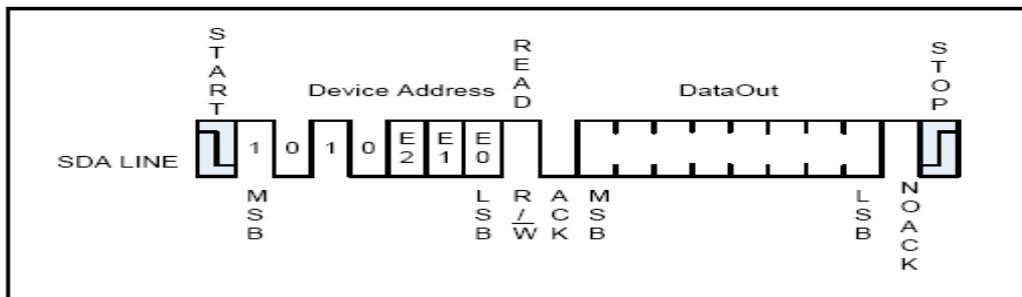 START
READ
STOP
Device Address
DataOut
SDA LINE
1 0 1 0 E2 E1 E0
MSB
LSB
R/W
ACK
MSB
LSB
NOACK